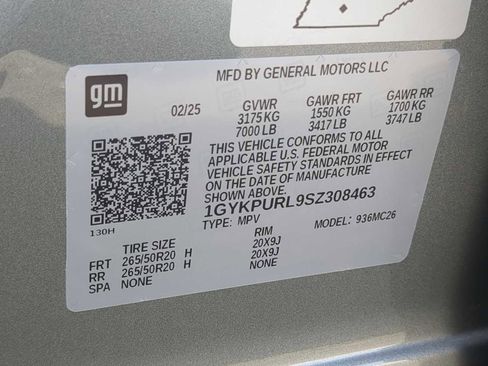 gm
MFD BY GENERAL MOTORS LLC
02/25 GVWR GAWR FRT GAWR RR
3175 KG 1550 KG 1700 KG
7000 LB 3417 LB 3747 LB
THIS VEHICLE CONFORMS TO ALL
APPLICABLE U.S. FEDERAL MOTOR
VEHICLE SAFETY STANDARDS IN EFFECT
ON THE DATE OF MANUFACTURE
SHOWN ABOVE.
1GYKPURL9SZ308463
130H TYPE: MPV MODEL: 936MC26
TIRE SIZE RIM
FRT 265/50R20 H 20X9J
RR 265/50R20 H 20X9J
SPA NONE NONE